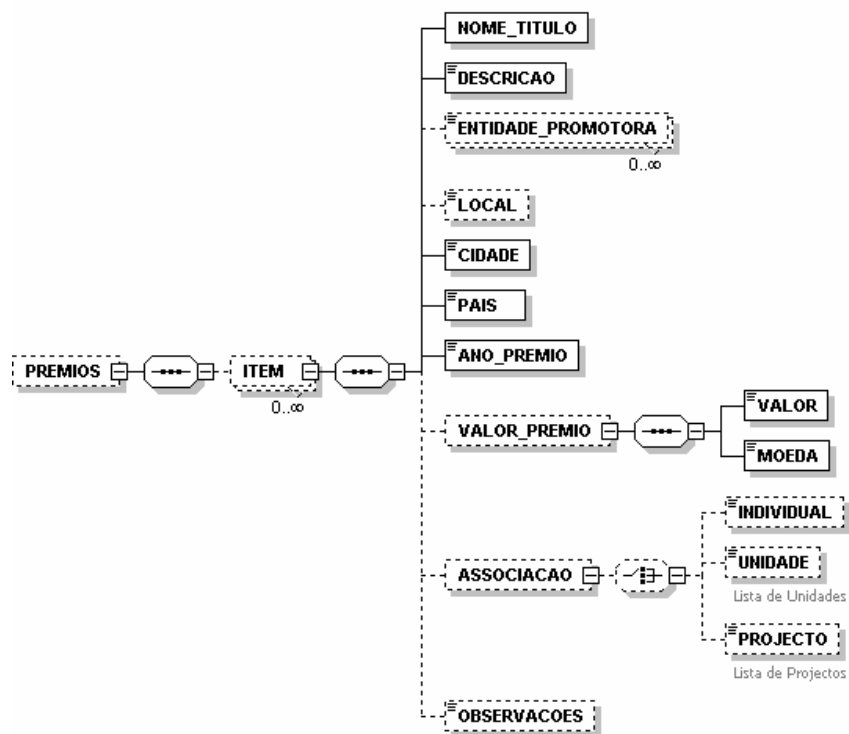 NOME_TITULO
DESCRICAO
ENTIDADE_PROMOTORA
0..∞
LOCAL
CIDADE
PAIS
ANO_PREMIO
PREMIOS
ITEM
0..∞
VALOR_PREMIO
VALOR
MOEDA
ASSOCIACAO
INDIVIDUAL
UNIDADE
Lista de Unidades
PROJECTO
Lista de Projectos
OBSERVACOES